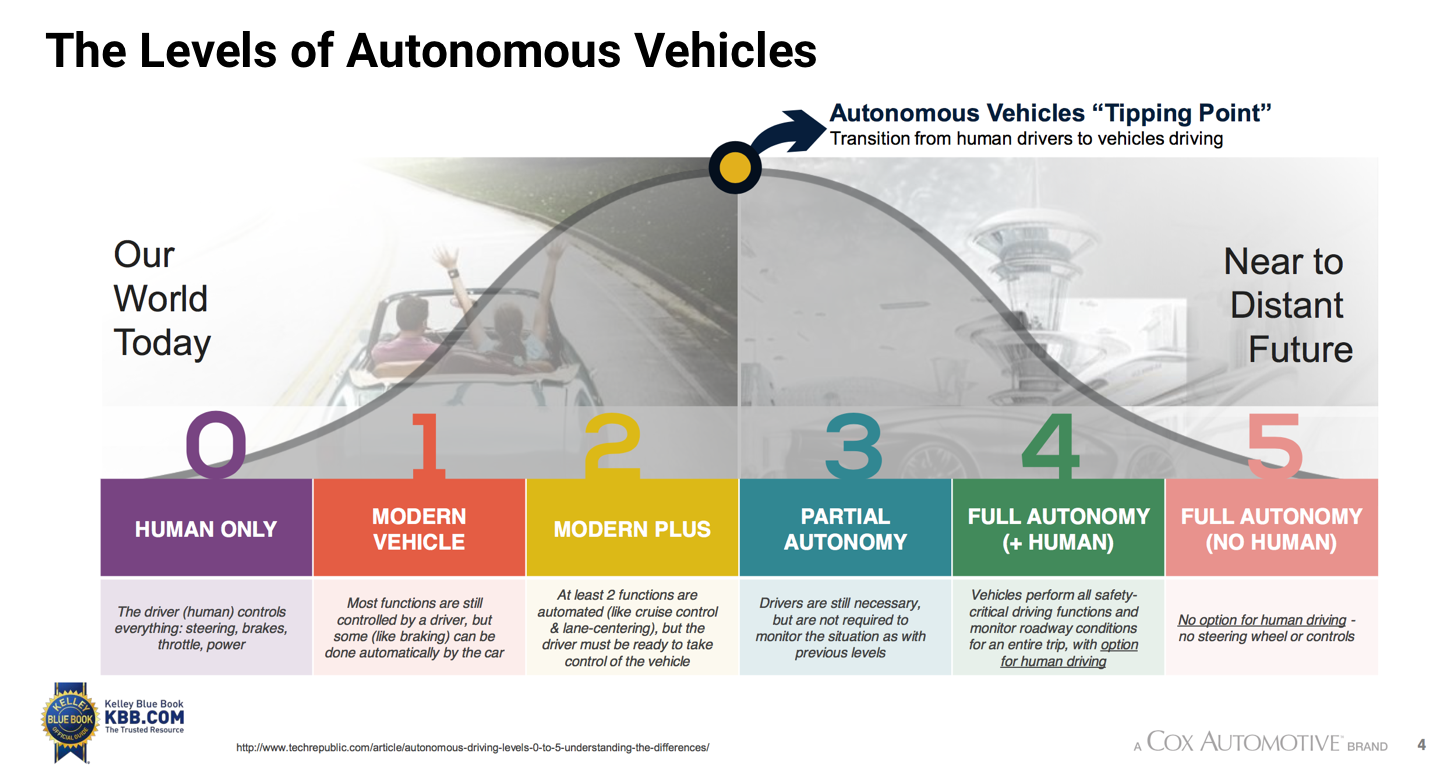 The Levels of Autonomous Vehicles
Autonomous Vehicles “Tipping Point”
Transition from human drivers to vehicles driving
Our
World
Today
Near to
Distant
Future
0
1
2
3
4
5
HUMAN ONLY
MODERN
VEHICLE
MODERN PLUS
PARTIAL
AUTONOMY
FULL AUTONOMY
(+ HUMAN)
FULL AUTONOMY
(NO HUMAN)
The driver (human) controls
everything: steering, brakes,
throttle, power
Most functions are still
controlled by a driver, but
some (like braking) can be
done automatically by the car
At least 2 functions are
automated (like cruise control
& lane-centering), but the
driver must be ready to take
control of the vehicle
Drivers are still necessary,
but are not required to
monitor the situation as with
previous levels
Vehicles perform all safety-
critical driving functions and
monitor roadway conditions
for an entire trip, with option
for human driving
No option for human driving -
no steering wheel or controls
KELLEY
BLUE BOOK
OFFICIAL GUIDE
Kelley Blue Book
KBB.COM
The Trusted Resource
http://www.techrepublic.com/article/autonomous-driving-levels-0-to-5-understanding-the-differences/
A COX AUTOMOTIVE™ BRAND
4